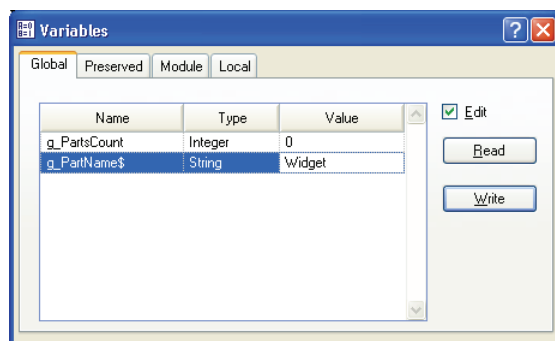 Variables
Global Preserved Module Local
Name Type Value
Edit
g_PartsCount Integer 0
Read
g_PartName$ String Widget
Write